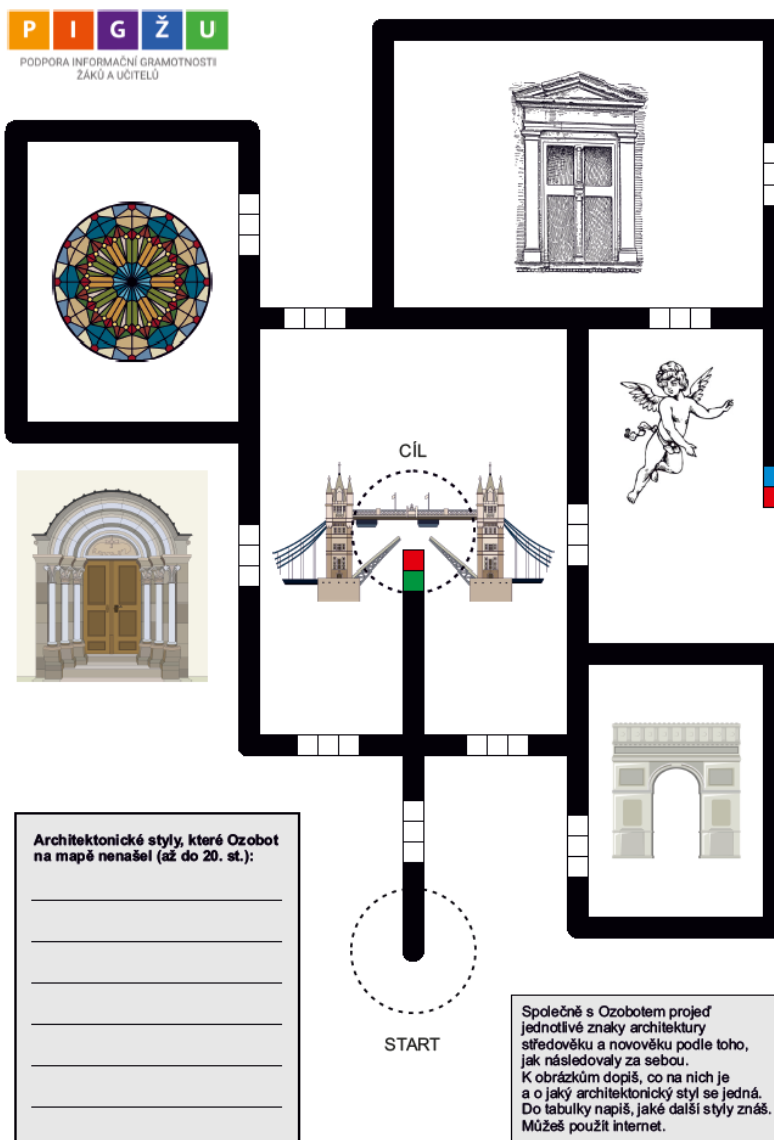 PIGŽU
PODPORA INFORMAČNÍ GRAMOTNOSTI
ŽÁKŮ A UČITELŮ
CÍL
Architektonické styly, které Ozobot
na mapě nenašel (až do 20. st.):
START
Společně s Ozobotem projeď
jednotlivé znaky architektury
středověku a novověku podle toho,
jak následovaly za sebou.
K obrázkům dopiš, co na nich je
a o jaký architektonický styl se jedná.
Do tabulky napiš, jaké další styly znáš.
Můžeš použít internet.